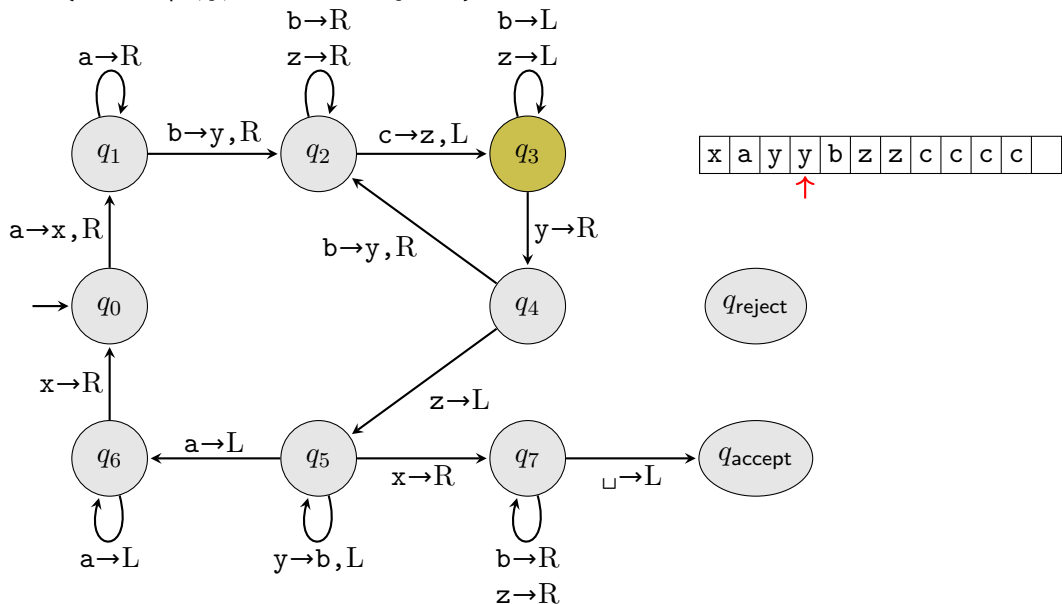 b→R
b→L
a→R
z→R
z→L
q1
b→y,R
q2
c→z,L
q3
x a y y b z z c c c c
a→x,R
b→y,R
y→R
q0
q4
qreject
x→R
z→L
q6
a→L
q5
x→R
q7
␣→L
qaccept
a→L
y→b,L
b→R
z→R